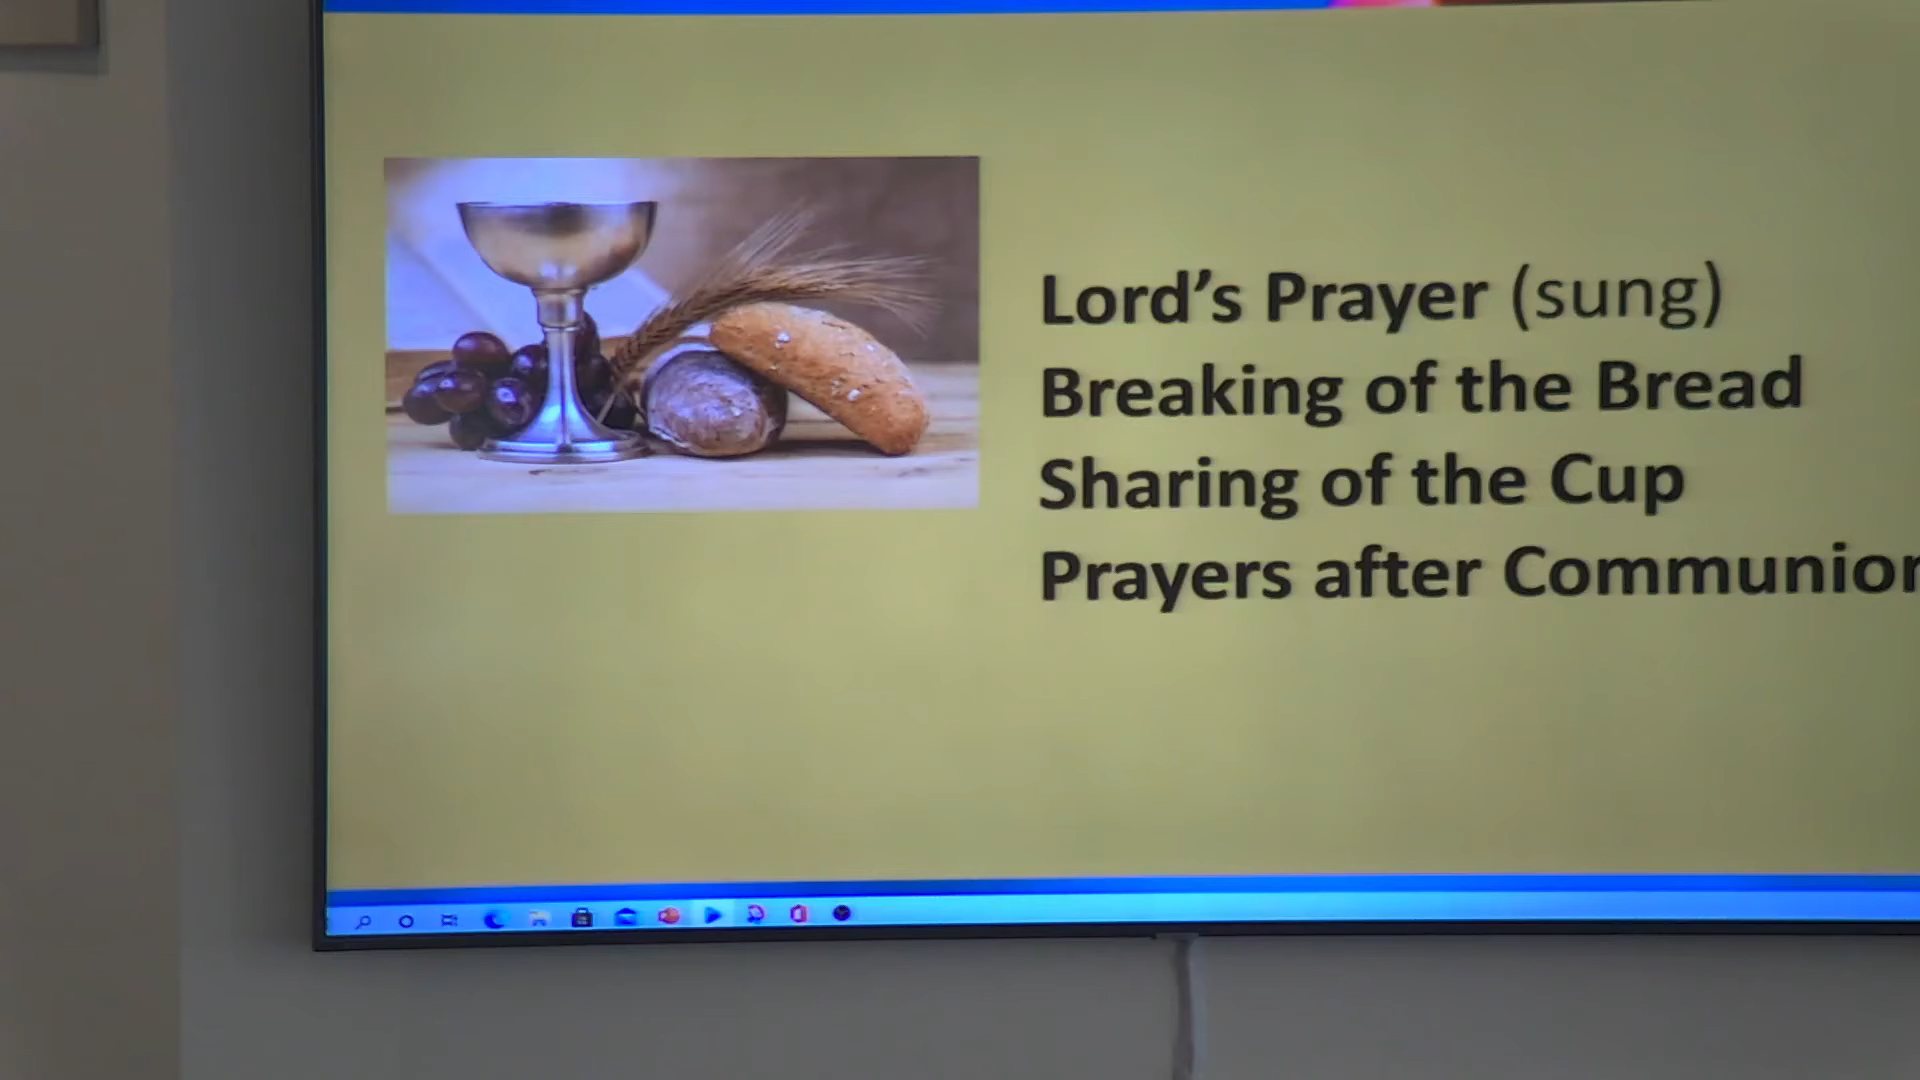 Lord's Prayer (sung)
Breaking of the Bread
Sharing of the Cup
Prayers after Communion